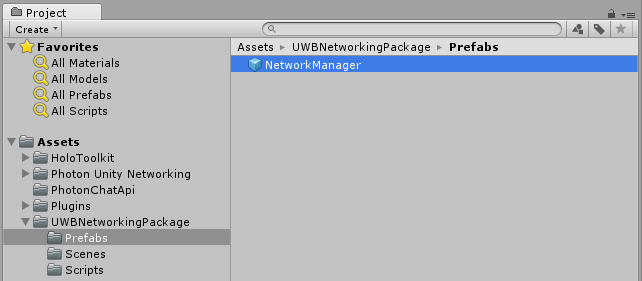 Project
Create
Favorites
All Materials
All Models
All Prefabs
All Scripts
Assets
HoloToolkit
Photon Unity Networking
PhotonChatApi
Plugins
UWBNetworkingPackage
Prefabs
Scenes
Scripts
Assets ▸ UWBNetworkingPackage ▸ Prefabs
NetworkManager